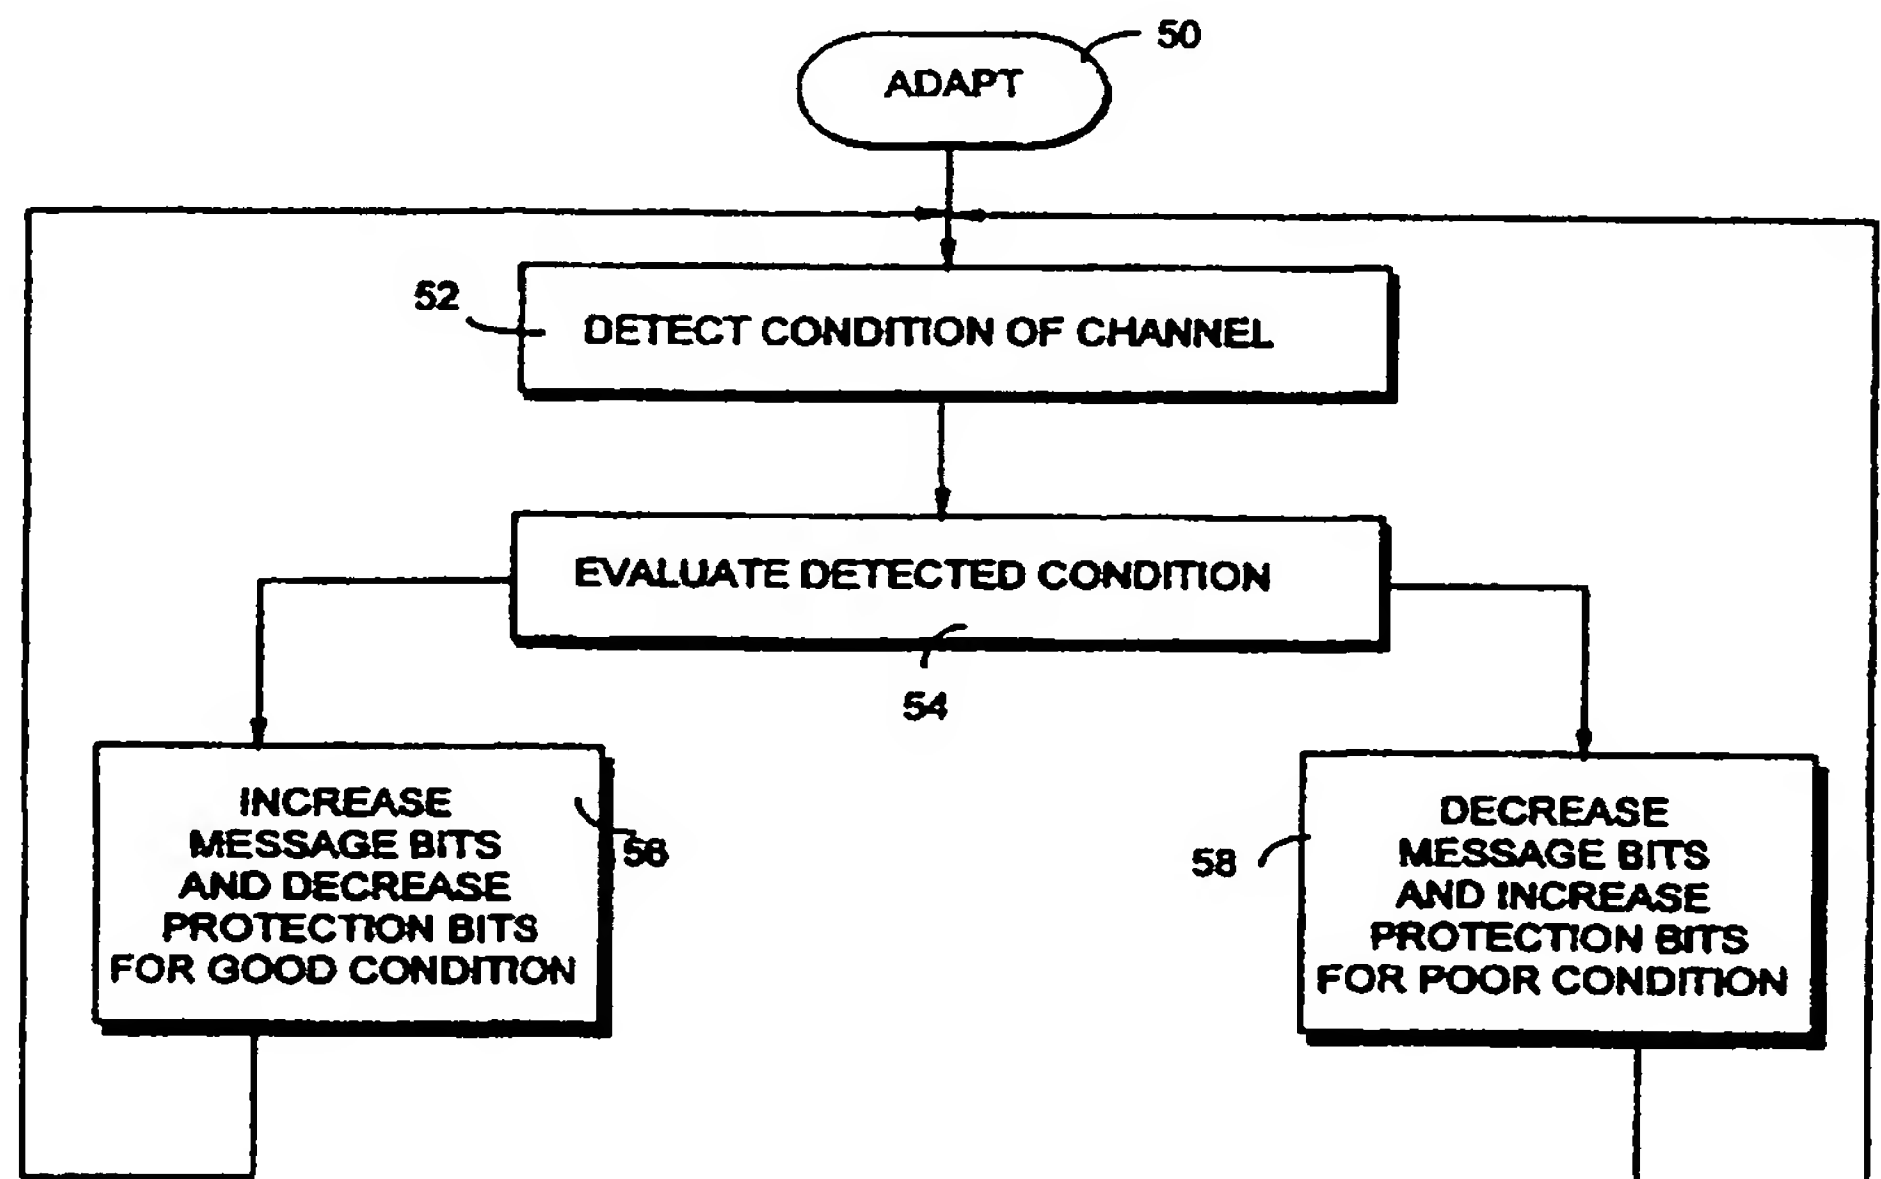 50
ADAPT
52
DETECT CONDITION OF CHANNEL
EVALUATE DETECTED CONDITION
54
INCREASE
MESSAGE BITS
AND DECREASE
PROTECTION BITS
FOR GOOD CONDITION
56
58
DECREASE
MESSAGE BITS
AND INCREASE
PROTECTION BITS
FOR POOR CONDITION